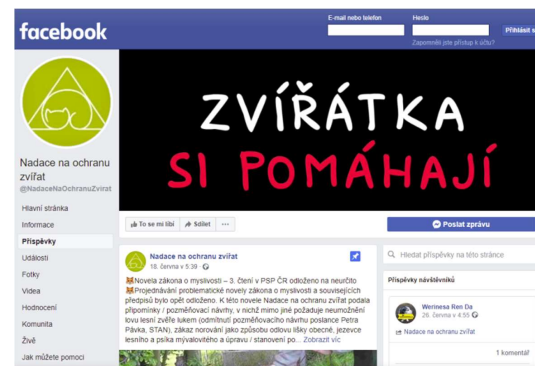 facebook
E-mail nebo telefon
Heslo
Přihlásit s
Zapomněli jste přístup k účtu?
ZVÍŘÁTKA
SI POMÁHAJÍ
Nadace na ochranu
zvířat
@NadaceNaOchranuZvirat
Hlavní stránka
Informace
Příspěvky
Události
Fotky
Videa
Hodnocení
Komunita
Živě
Jak můžete pomoci
To se mi líbí
Sdílet
Poslat zprávu
Nadace na ochranu zvířat
18. června v 5:39
Novela zákona o myslivosti – 3. čtení v PSP ČR odloženo na neurčito
Projednávání problematické novely zákona o myslivosti a souvisejících
předpisů bylo opět odloženo. K této novele Nadace na ochranu zvířat podala
připomínky / pozměňovací návrhy, v nichž mimo jiné požaduje neumožnění
lovu lesní zvěře lukem (odmítnutí pozměňovacího návrhu poslance Petra
Pávka, STAN), zákaz norování jako způsobu odlovu lišky obecné, jezevce
lesního a psíka mývalovitého a úpravu / stanovení po... Zobrazit víc
Hledat příspěvky na této stránce
Příspěvky návštěvníků
Werinesa Ren Da
26. června v 4:55
Nadace na ochranu zvířat
1 komentář